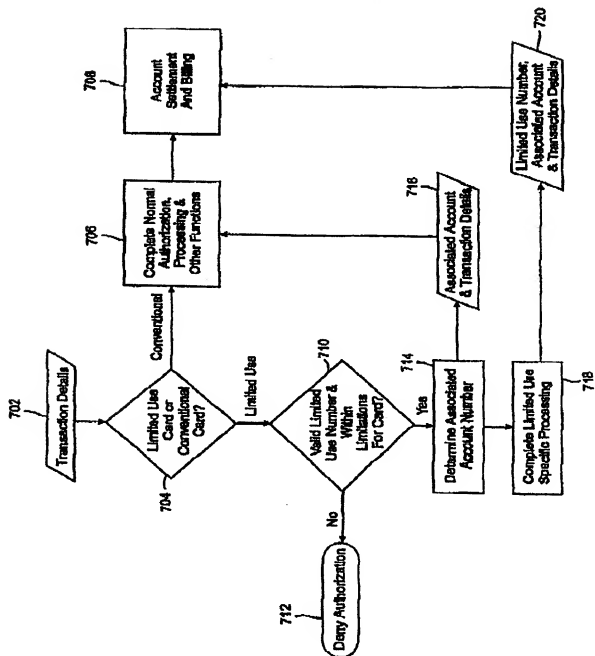 702
Transaction Details
704
Limited Use
Card or
Conventional
Card?
Conventional
706
Complete Normal
Authorization,
Processing &
Other Functions
708
Account
Settlement
And Billing
Limited Use
710
Valid Limited
Use Number &
Within
Limitations
For Card?
No
712
Deny Authorization
Yes
714
Determine Associated
Account Number
716
Associated Account
& Transaction Details
718
Complete Limited Use
Specific Processing
720
Limited Use Number,
Associated Account
& Transaction Details